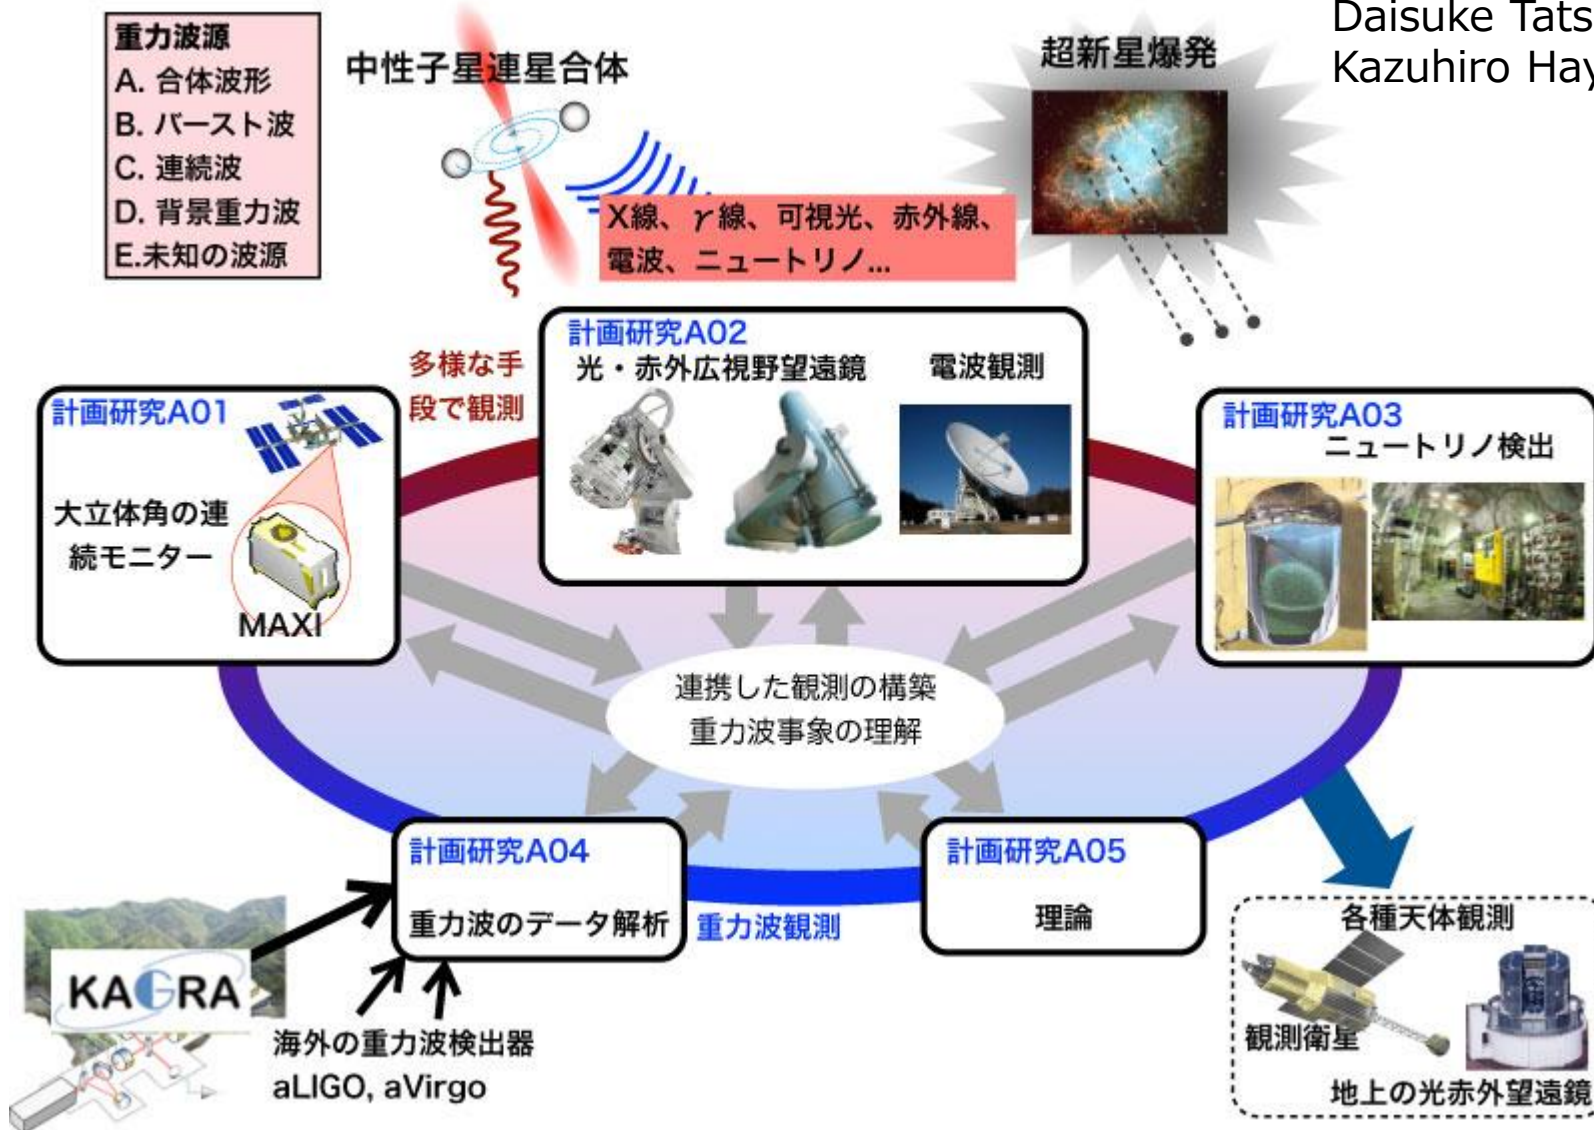 Daisuke Tats
Kazuhiro Hay
重力波源
A. 合体波形
B. バースト波
C. 連続波
D. 背景重力波
E.未知の波源
中性子星連星合体
超新星爆発
X線、γ線、可視光、赤外線、
電波、ニュートリノ...
多様な手
段で観測
計画研究A01
大立体角の連
続モニター
MAXI
計画研究A02
光・赤外広視野望遠鏡
電波観測
計画研究A03
ニュートリノ検出
連携した観測の構築
重力波事象の理解
計画研究A04
重力波のデータ解析
重力波観測
計画研究A05
理論
KAGRA
海外の重力波検出器
aLIGO, aVirgo
各種天体観測
観測衛星
地上の光赤外望遠鏡